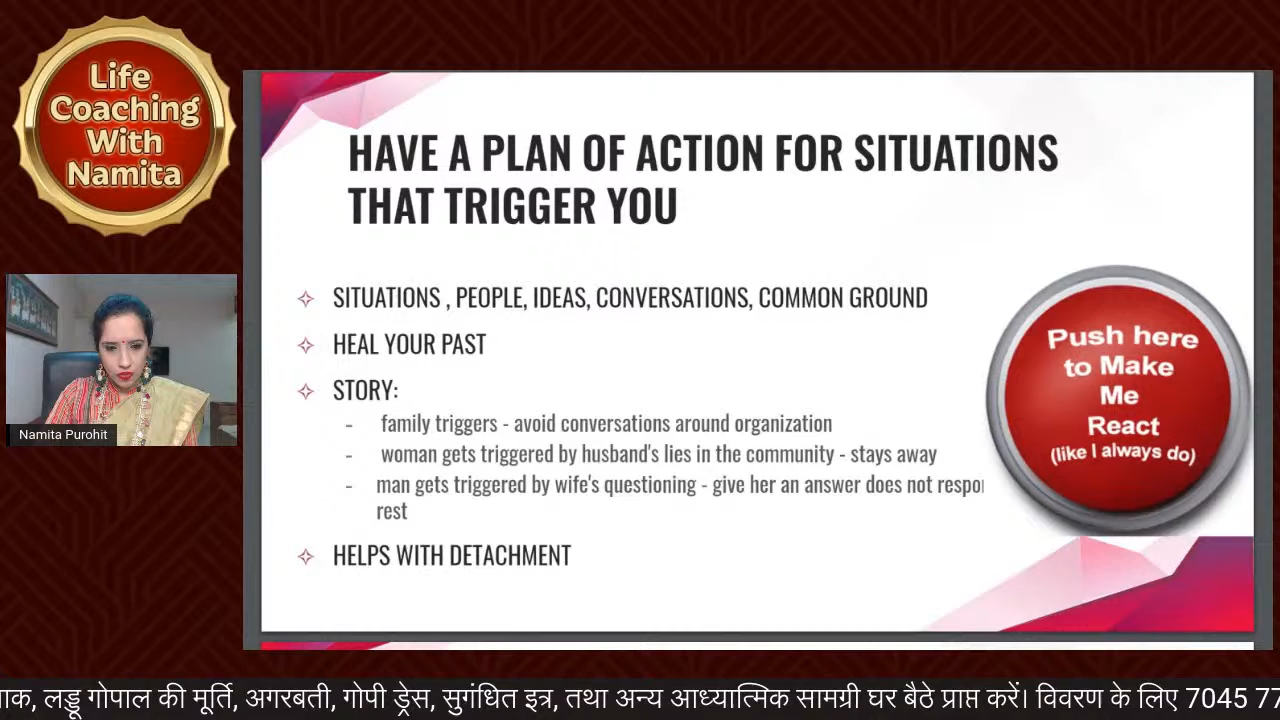 Life
Coaching
With
Namita
HAVE A PLAN OF ACTION FOR SITUATIONS
THAT TRIGGER YOU
✧ SITUATIONS , PEOPLE, IDEAS, CONVERSATIONS, COMMON GROUND
✧ HEAL YOUR PAST
✧ STORY:
- family triggers - avoid conversations around organization
- woman gets triggered by husband's lies in the community - stays away
- man gets triggered by wife's questioning - give her an answer does not
rest
✧ HELPS WITH DETACHMENT
Push here
to Make
Me
React
(like I always do)
Namita Purohit
लड्डू गोपाल की मूर्ति, अगरबती, गोपी ड्रेस, सुगंधित इत्र, तथा अन्य आध्यात्मिक सामग्री घर बैठे प्राप्त करें। विवरण के लिए 7045 77